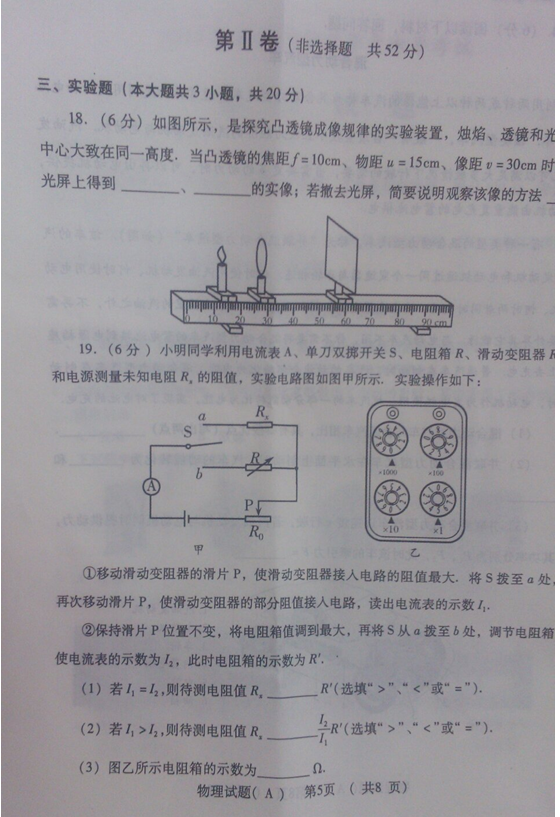 第Ⅱ卷(非选择题 共52分)
三、实验题(本大题共3小题,共20分)
18.(6分)如图所示,是探究凸透镜成像规律的实验装置,烛焰、透镜和光
中心大致在同一高度.当凸透镜的焦距f=10cm、物距u=15cm、像距v=30cm时
光屏上得到 ______、______的实像;若撤去光屏,简要说明观察该像的方法 _
0 10 20 30 40 50 60 70 80 90 cm
19.(6分)小明同学利用电流表A、单刀双掷开关S、电阻箱R、滑动变阻器R
和电源测量未知电阻Rx的阻值,实验电路图如图甲所示.实验操作如下:
a
Rx
S
b
R
A
P
R0
甲
×1000
×100
×10
×1
乙
①移动滑动变阻器的滑片P,使滑动变阻器接入电路的阻值最大.将S拨至a处,
再次移动滑片P,使滑动变阻器的部分阻值接入电路,读出电流表的示数I1.
②保持滑片P位置不变,将电阻箱阻值调到最大,再将S从a拨至b处,调节电阻箱
使电流表的示数为I2,此时电阻箱的示数为R′.
(1)若I1=I2,则待测电阻值Rx ______ R′(选填“>”、“<”或“=”).
(2)若I1>I2,则待测电阻值Rx ______ I2/I1 R′(选填“>”、“<”或“=”).
(3)图乙所示电阻箱的示数为______Ω.
物理试题(A) 第5页 (共8页)